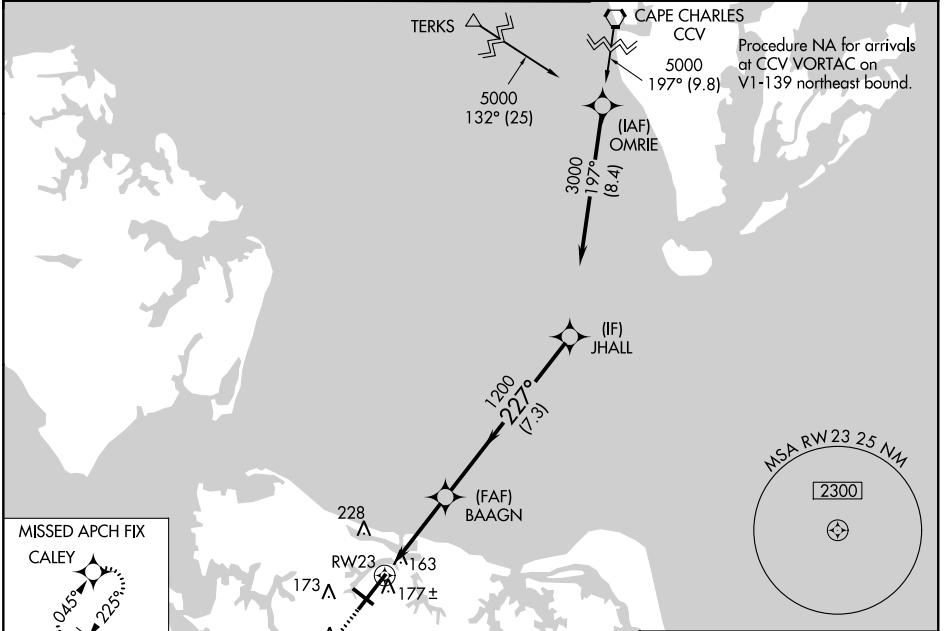 TERKS
CAPE CHARLES
CCV
Procedure NA for arrivals
at CCV VORTAC on
V1-139 northeast bound.
5000
197° (9.8)
5000
132° (25)
(IAF)
OMRIE
3000
197°
(8.4)
(IF)
JHALL
1200
227°
(7.3)
MSA RW23 25 NM
2300
(FAF)
BAAGN
228
MISSED APCH FIX
CALEY
RW23
163
173
177±
045°
225°